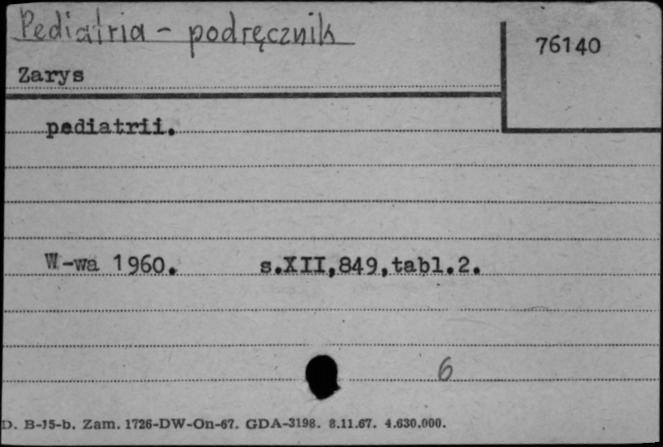 Pediatria - podręcznik
76140
Zarys
pediatrii.
W-wa 1960. s.XII,849,tabl.2.
6
D. B-15-b. Zam. 1726-DW-On-67. GDA-3198. 8.11.67. 4.630.000.